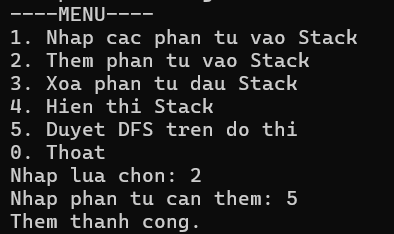 ----MENU----
1. Nhap cac phan tu vao Stack
2. Them phan tu vao Stack
3. Xoa phan tu dau Stack
4. Hien thi Stack
5. Duyet DFS tren do thi
0. Thoat
Nhap lua chon: 2
Nhap phan tu can them: 5
Them thanh cong.